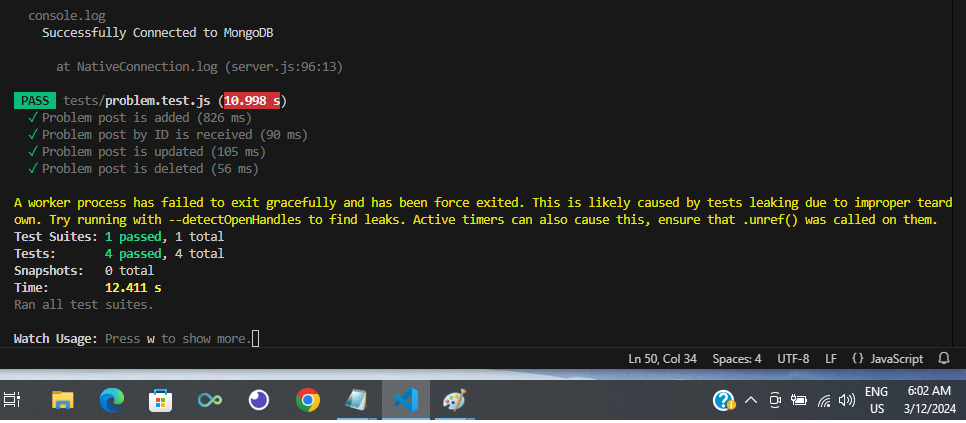 console.log
Successfully Connected to MongoDB
at NativeConnection.log (server.js:96:13)
PASS tests/problem.test.js (10.998 s)
✓ Problem post is added (826 ms)
✓ Problem post by ID is received (90 ms)
✓ Problem post is updated (105 ms)
✓ Problem post is deleted (56 ms)
A worker process has failed to exit gracefully and has been force exited. This is likely caused by tests leaking due to improper teard
own. Try running with --detectOpenHandles to find leaks. Active timers can also cause this, ensure that .unref() was called on them.
Test Suites: 1 passed, 1 total
Tests: 4 passed, 4 total
Snapshots: 0 total
Time: 12.411 s
Ran all test suites.
Watch Usage: Press w to show more.
Ln 50, Col 34 Spaces: 4 UTF-8 LF {} JavaScript
ENG 6:02 AM
US 3/12/2024